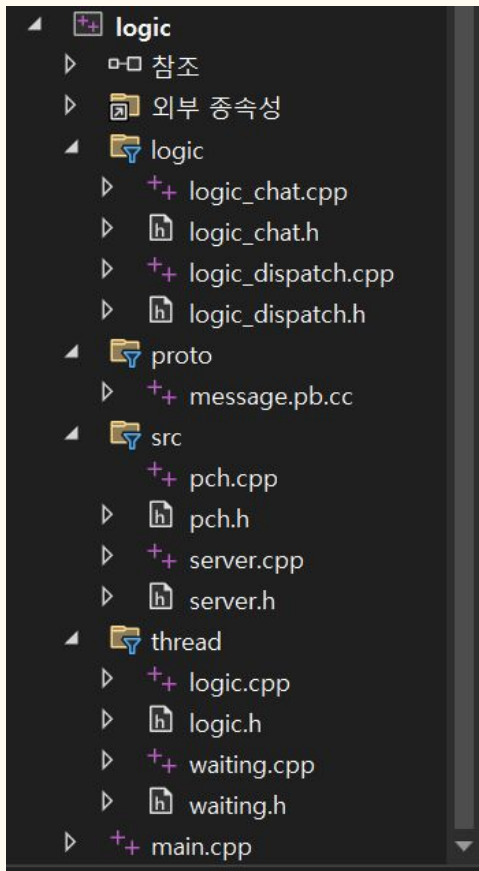 logic
참조
외부 종속성
logic
logic_chat.cpp
logic_chat.h
logic_dispatch.cpp
logic_dispatch.h
proto
message.pb.cc
src
pch.cpp
pch.h
server.cpp
server.h
thread
logic.cpp
logic.h
waiting.cpp
waiting.h
main.cpp